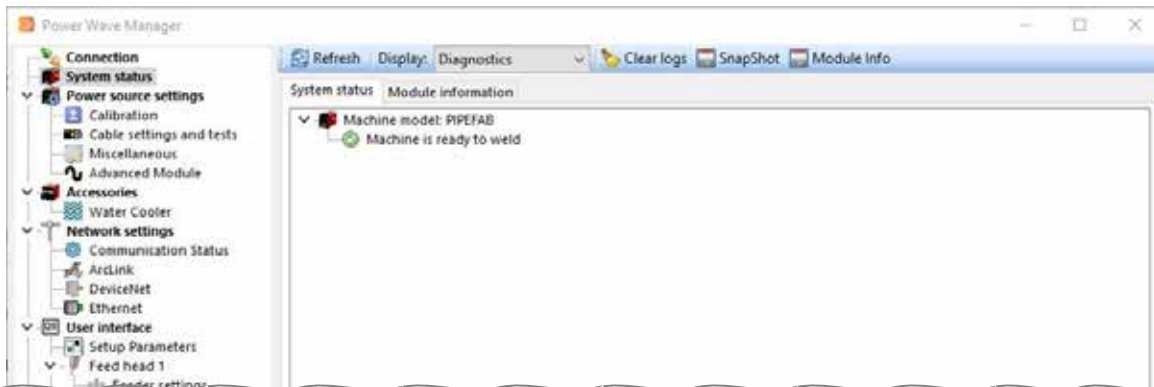 Power Wave Manager
Connection
System status
Power source settings
Calibration
Cable settings and tests
Miscellaneous
Advanced Module
Accessories
Water Cooler
Network settings
Communication Status
ArcLink
DeviceNet
Ethernet
User interface
Setup Parameters
Feed head 1
Feeder settings
Refresh Display: Diagnostics Clear logs SnapShot Module Info
System status Module information
Machine model: PIPEFAB
Machine is ready to weld